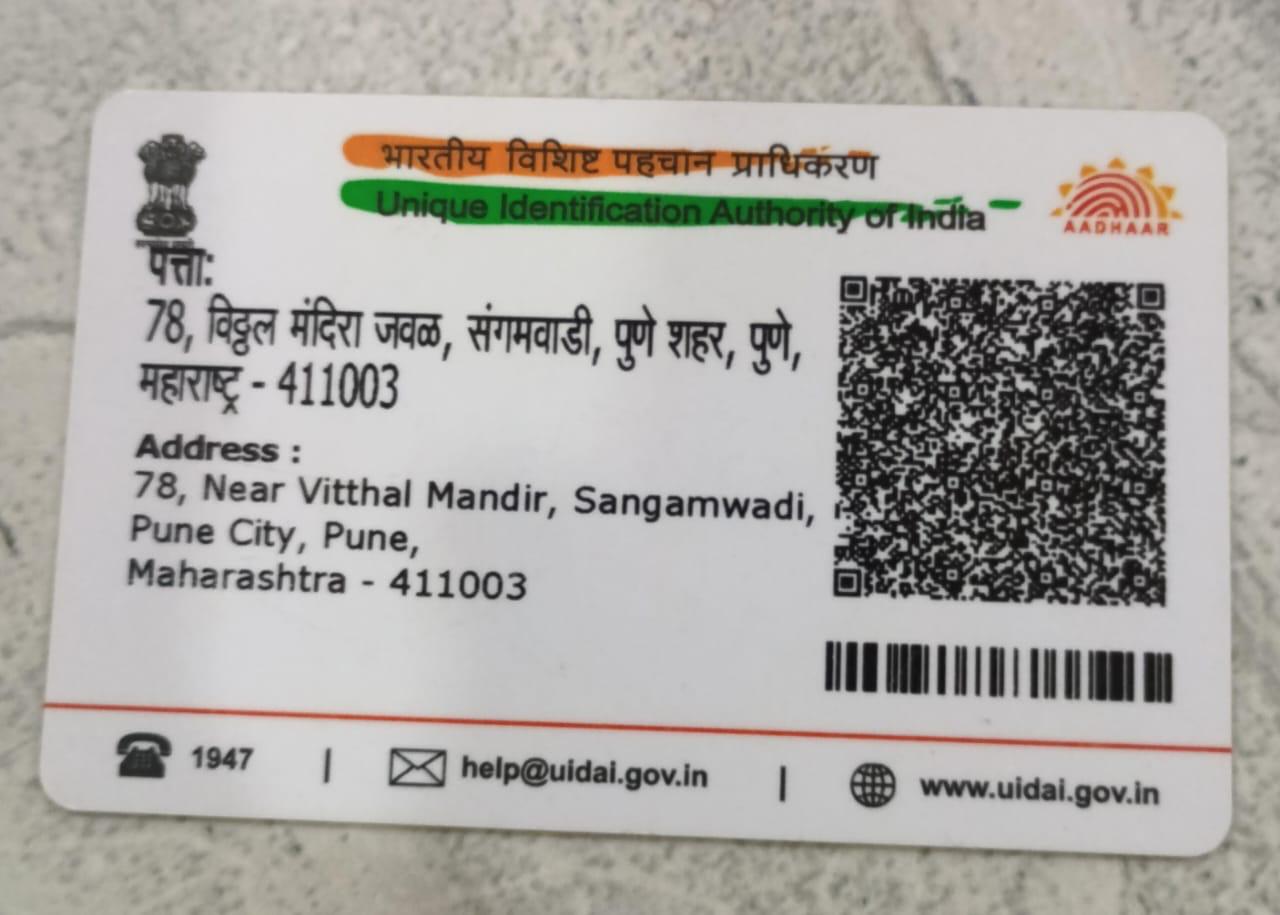 भारतीय विशिष्ट पहचान प्राधिकरण
Unique Identification Authority of India
AADHAAR
पत्ता:
78, विठ्ठल मंदिरा जवळ, संगमवाडी, पुणे शहर, पुणे,
महाराष्ट्र - 411003
Address :
78, Near Vitthal Mandir, Sangamwadi,
Pune City, Pune,
Maharashtra - 411003
1947 | help@uidai.gov.in | www.uidai.gov.in